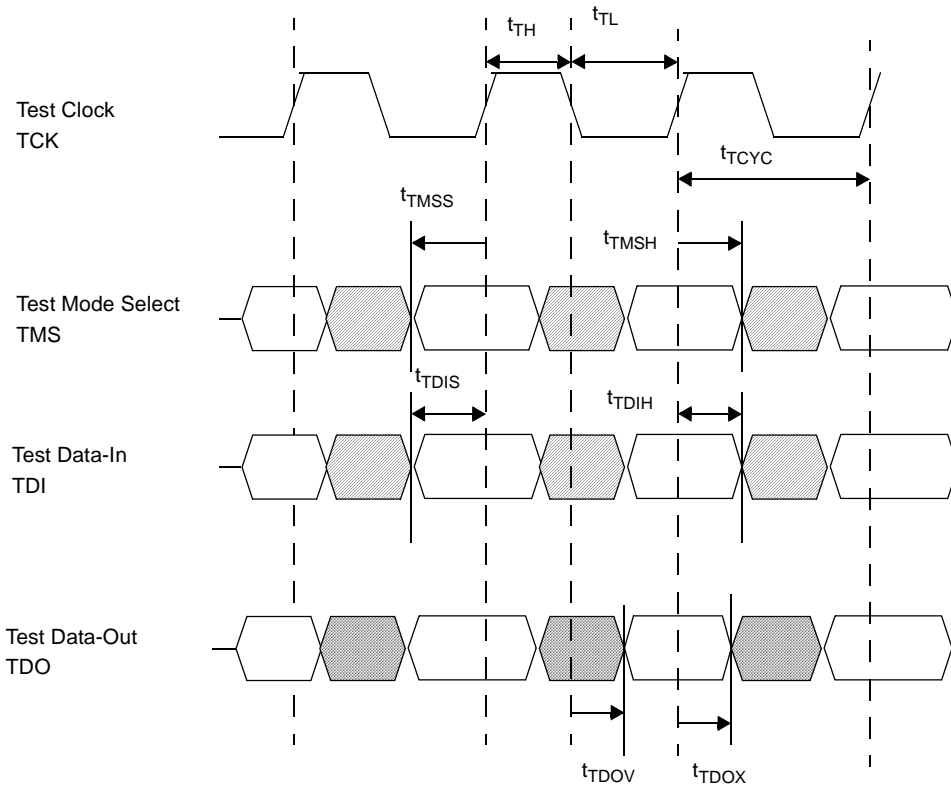 tTH
tTL
Test Clock
TCK
tTCYC
tTMSS
tTMSH
Test Mode Select
TMS
tTDIS
tTDIH
Test Data-In
TDI
Test Data-Out
TDO
tTDOV
tTDOX